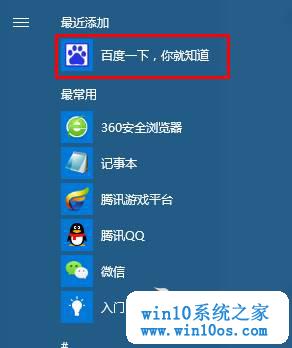 最近添加
百度一下，你就知道
最常用
360安全浏览器
记事本
腾讯游戏平台
腾讯QQ
微信
入门
#
win10系统之家
www.win10os.com